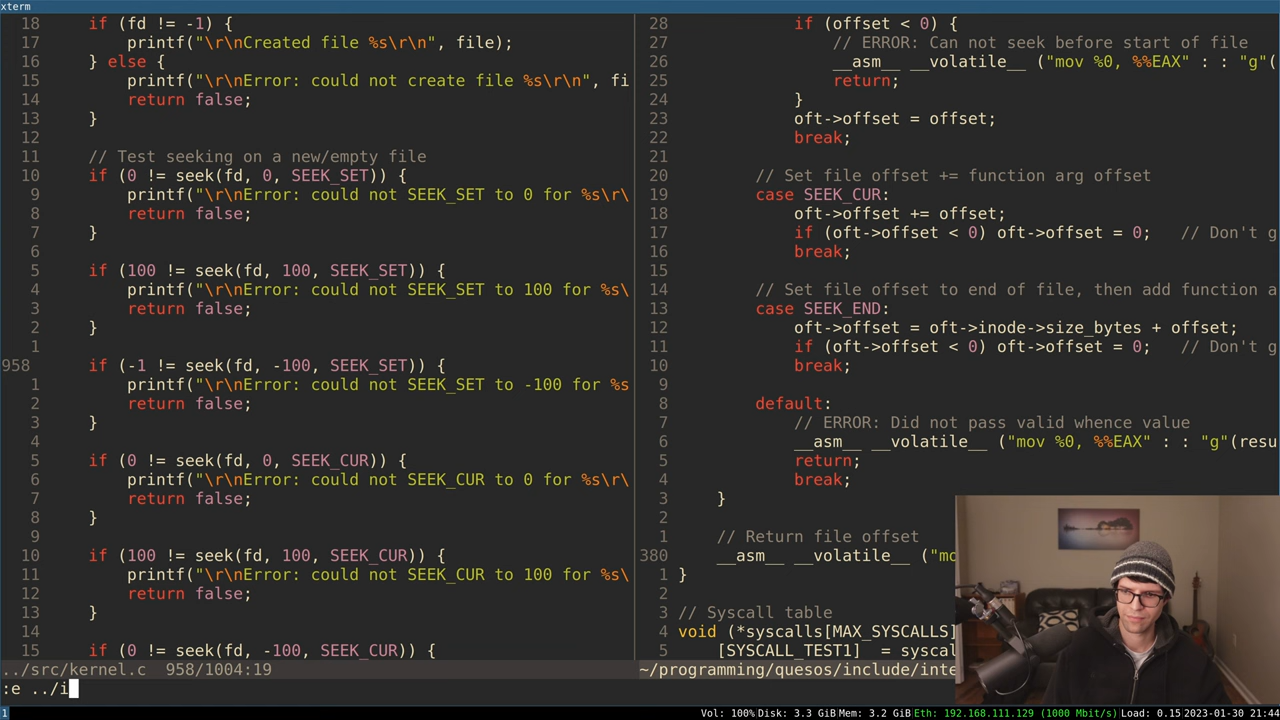 xterm
18 if (fd != -1) {
17 printf("\r\nCreated file %s\r\n", file);
16 } else {
15 printf("\r\nError: could not create file %s\r\n", fi
14 return false;
13 }
12
11 // Test seeking on a new/empty file
10 if (0 != seek(fd, 0, SEEK_SET)) {
9 printf("\r\nError: could not SEEK_SET to 0 for %s\r\
8 return false;
7 }
6
5 if (100 != seek(fd, 100, SEEK_SET)) {
4 printf("\r\nError: could not SEEK_SET to 100 for %s\
3 return false;
2 }
1
958 if (-1 != seek(fd, -100, SEEK_SET)) {
1 printf("\r\nError: could not SEEK_SET to -100 for %s
2 return false;
3 }
4
5 if (0 != seek(fd, 0, SEEK_CUR)) {
6 printf("\r\nError: could not SEEK_CUR to 0 for %s\r\
7 return false;
8 }
9
10 if (100 != seek(fd, 100, SEEK_CUR)) {
11 printf("\r\nError: could not SEEK_CUR to 100 for %s\
12 return false;
13 }
14
15 if (0 != seek(fd, -100, SEEK_CUR)) {
../src/kernel.c 958/1004:19
28 if (offset < 0) {
27 // ERROR: Can not seek before start of file
26 __asm__ __volatile__ ("mov %0, %%EAX" : : "g"(
25 return;
24 }
23 oft->offset = offset;
22 break;
21
20 // Set file offset += function arg offset
19 case SEEK_CUR:
18 oft->offset += offset;
17 if (oft->offset < 0) oft->offset = 0; // Don't g
16 break;
15
14 // Set file offset to end of file, then add function a
13 case SEEK_END:
12 oft->offset = oft->inode->size_bytes + offset;
11 if (oft->offset < 0) oft->offset = 0; // Don't g
10 break;
9
8 default:
7 // ERROR: Did not pass valid whence value
6 __asm__ __volatile__ ("mov %0, %%EAX" : : "g"(resu
5 return;
4 break;
3 }
2
1 // Return file offset
380 __asm__ __volatile__ ("mo
1 }
2
3 // Syscall table
4 void (*syscalls[MAX_SYSCALLS]
5 [SYSCALL_TEST1] = syscal
~/programming/quesos/include/inte
:e ../i
1 Vol: 100% Disk: 3.3 GiB Mem: 3.2 GiB Eth: 192.168.111.129 (1000 Mbit/s) Load: 0.15 2023-01-30 21:44